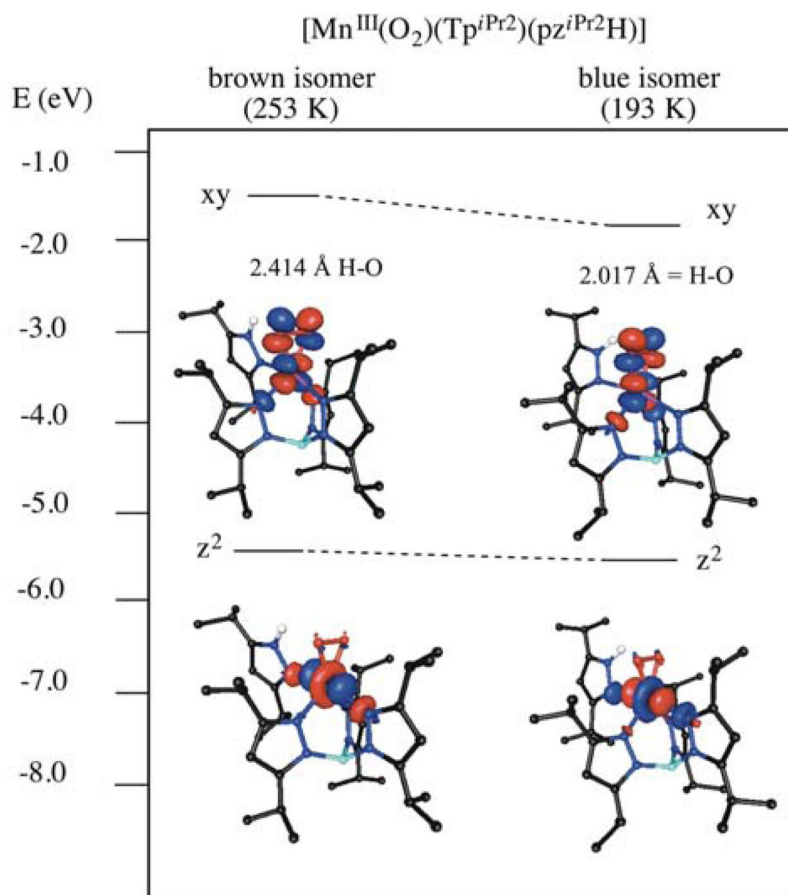 [Mn^III(O₂)(Tp^iPr2)(pz^iPr2H)]
brown isomer
(253 K)
blue isomer
(193 K)
E (eV)
-1.0
xy
xy
-2.0
2.414 Å H-O
2.017 Å = H-O
-3.0
-4.0
-5.0
z²
z²
-6.0
-7.0
-8.0